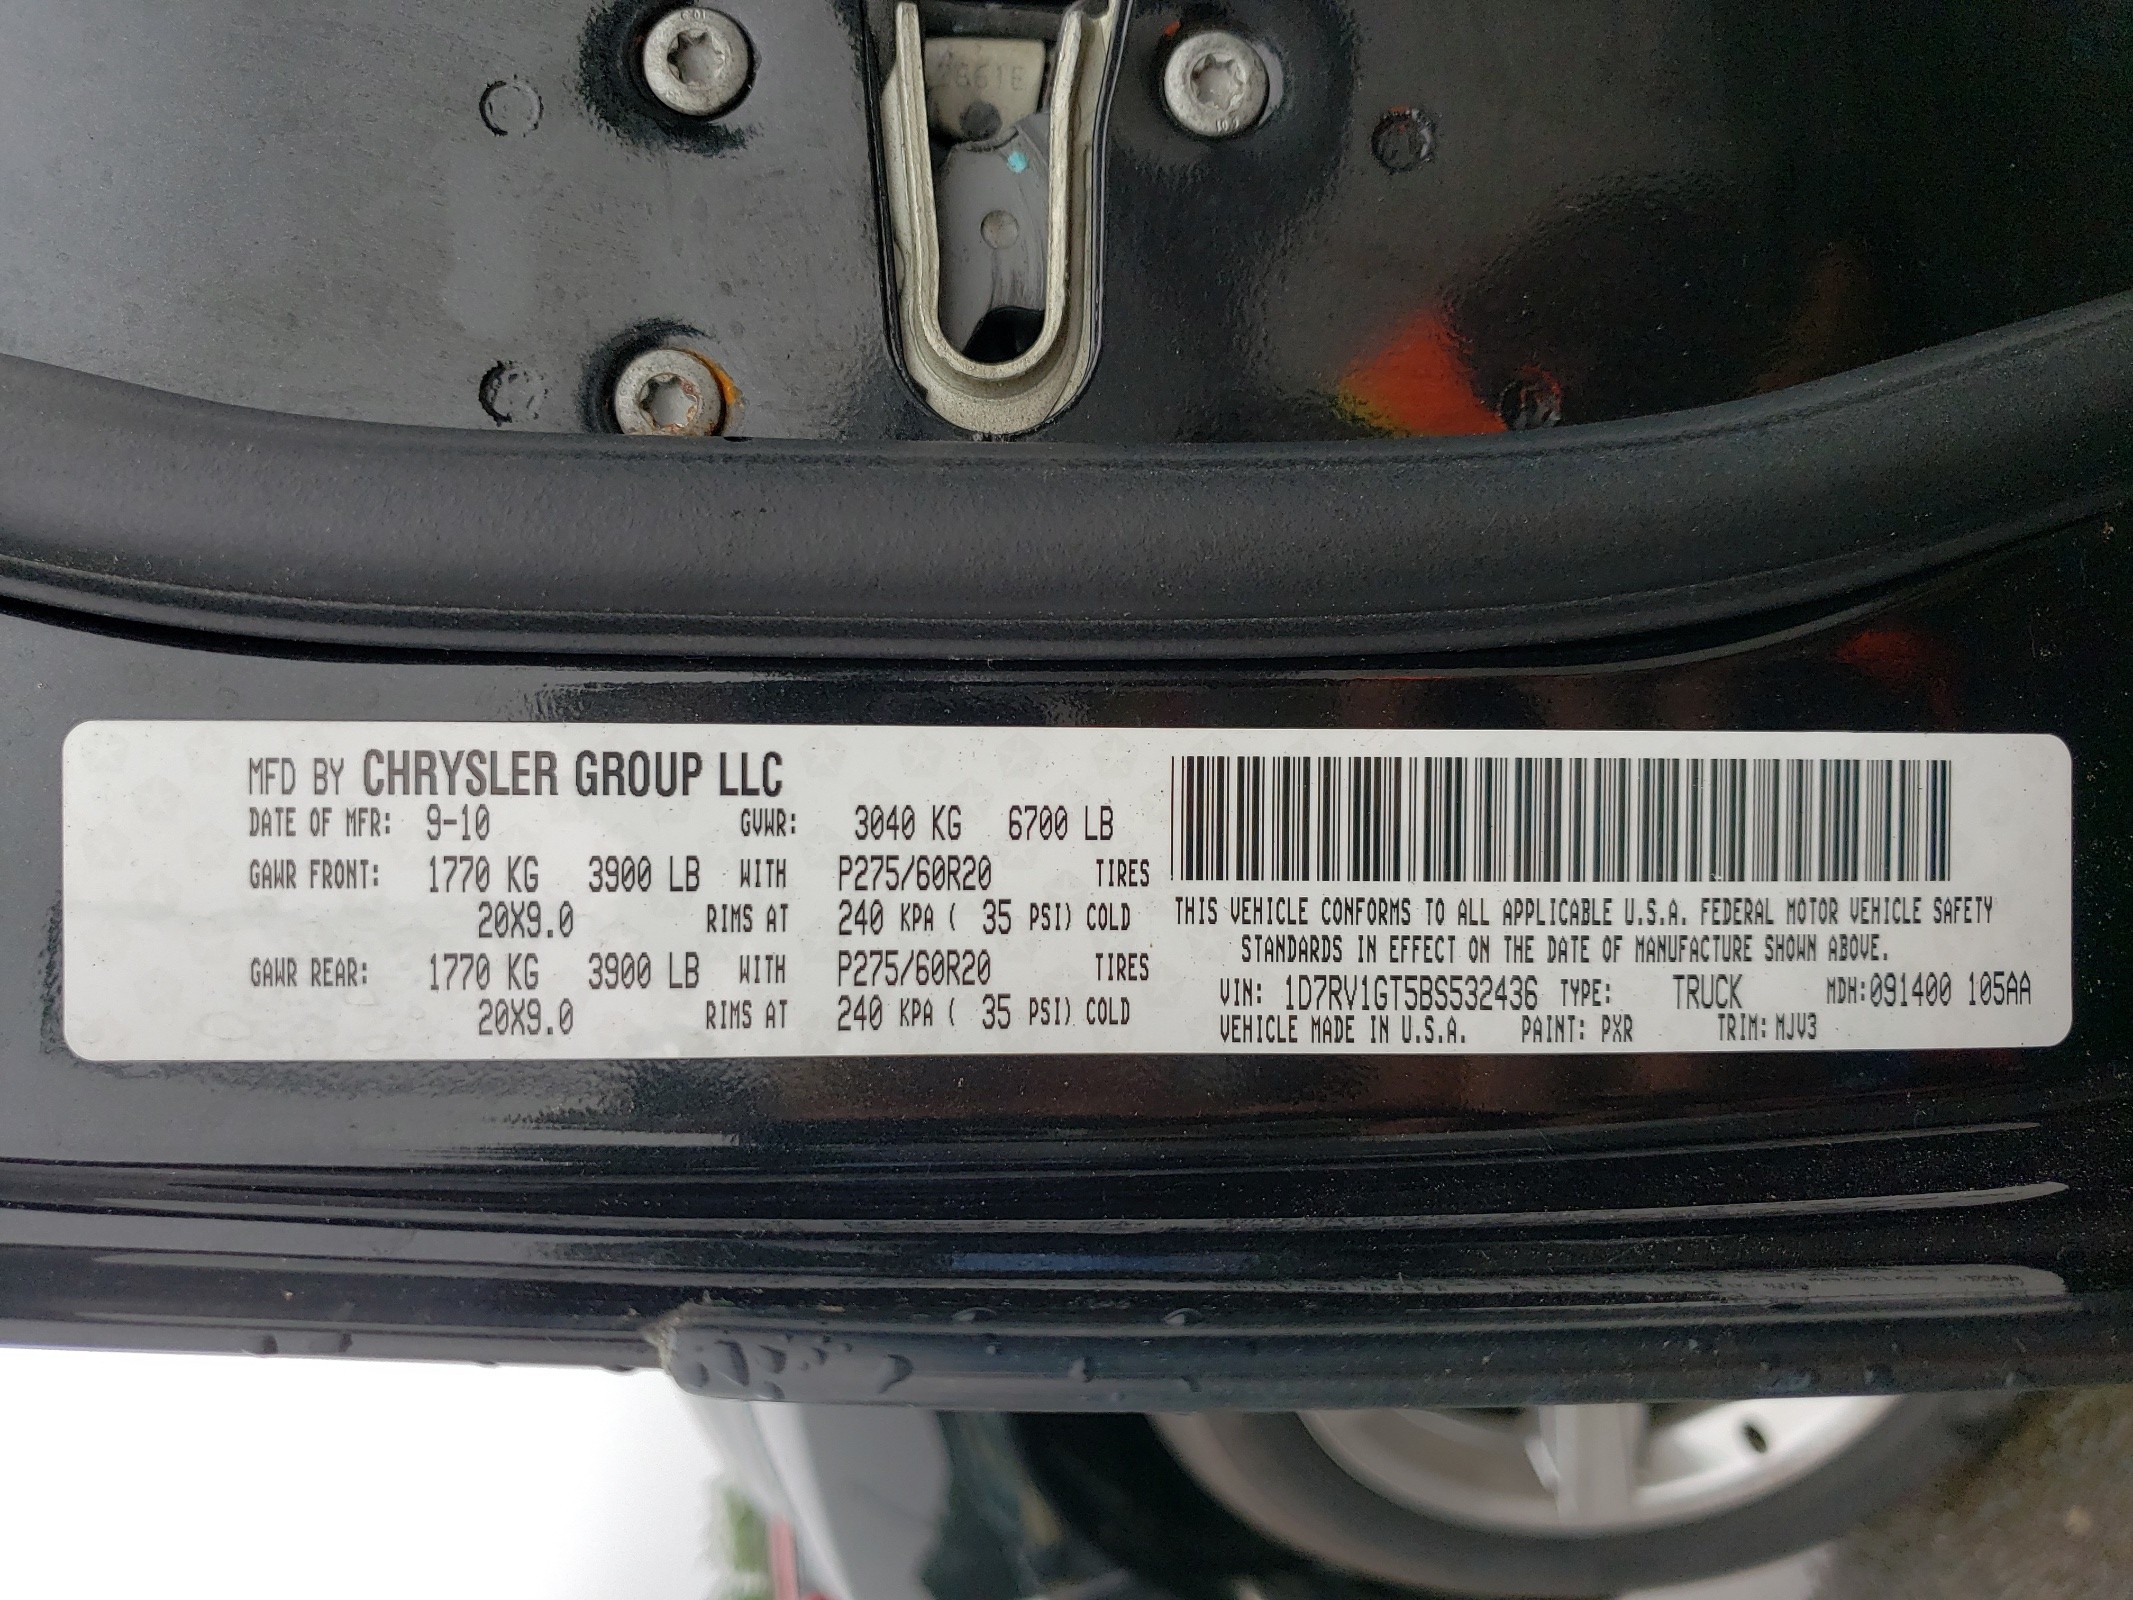 MFD BY CHRYSLER GROUP LLC
DATE OF MFR: 9-10 GVWR: 3040 KG 6700 LB
GAWR FRONT: 1770 KG 3900 LB WITH P275/60R20 TIRES
20X9.0 RIMS AT 240 KPA ( 35 PSI) COLD
GAWR REAR: 1770 KG 3900 LB WITH P275/60R20 TIRES
20X9.0 RIMS AT 240 KPA ( 35 PSI) COLD
THIS VEHICLE CONFORMS TO ALL APPLICABLE U.S.A. FEDERAL MOTOR VEHICLE SAFETY
STANDARDS IN EFFECT ON THE DATE OF MANUFACTURE SHOWN ABOVE.
VIN: 1D7RV1GT5BS532436 TYPE: TRUCK MDH:091400 105AA
VEHICLE MADE IN U.S.A. PAINT: PXR TRIM: MJV3